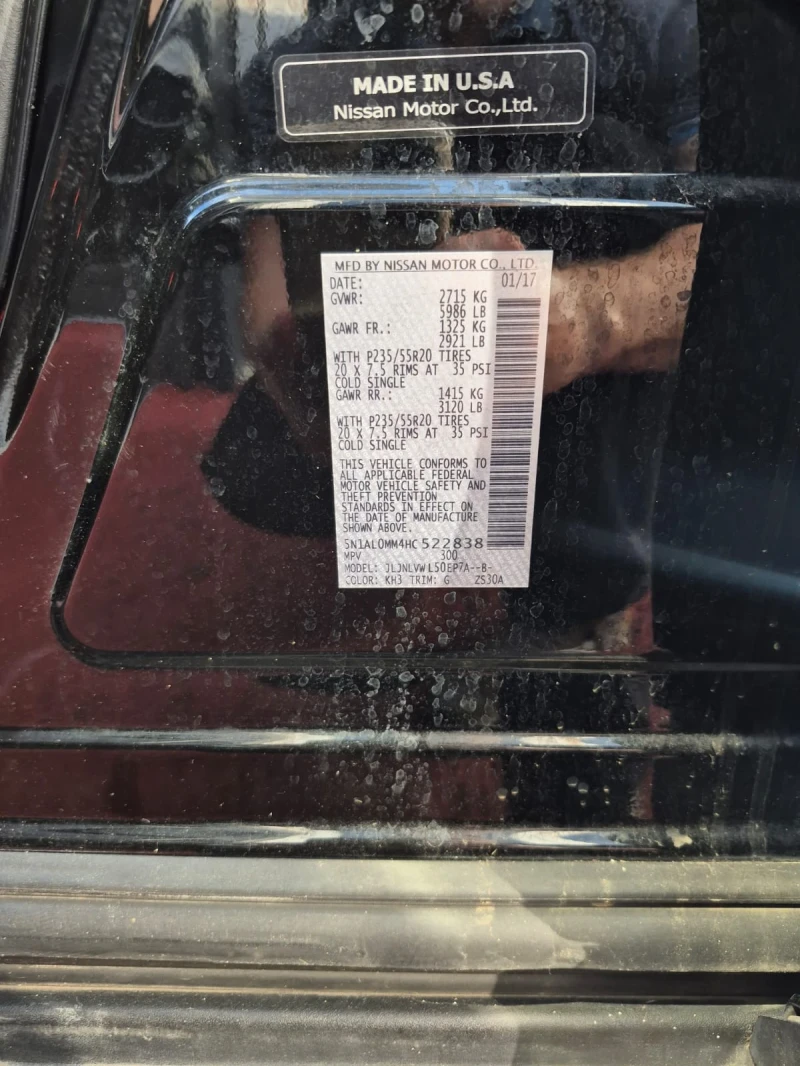 MADE IN U.S.A
Nissan Motor Co.,Ltd.
MFD BY NISSAN MOTOR CO., LTD.
DATE: 01/17
GVWR: 2715 KG
5986 LB
GAWR FR.: 1325 KG
2921 LB
WITH P235/55R20 TIRES
20 X 7.5 RIMS AT 35 PSI
COLD SINGLE
GAWR RR.: 1415 KG
3120 LB
WITH P235/55R20 TIRES
20 X 7.5 RIMS AT 35 PSI
COLD SINGLE
THIS VEHICLE CONFORMS TO
ALL APPLICABLE FEDERAL
MOTOR VEHICLE SAFETY AND
THEFT PREVENTION
STANDARDS IN EFFECT ON
THE DATE OF MANUFACTURE
SHOWN ABOVE.
5N1AL0MM4HC522838
MPV 300
MODEL: JLJNLVWL50EP7A--B-
COLOR: KH3 TRIM: G ZS30A